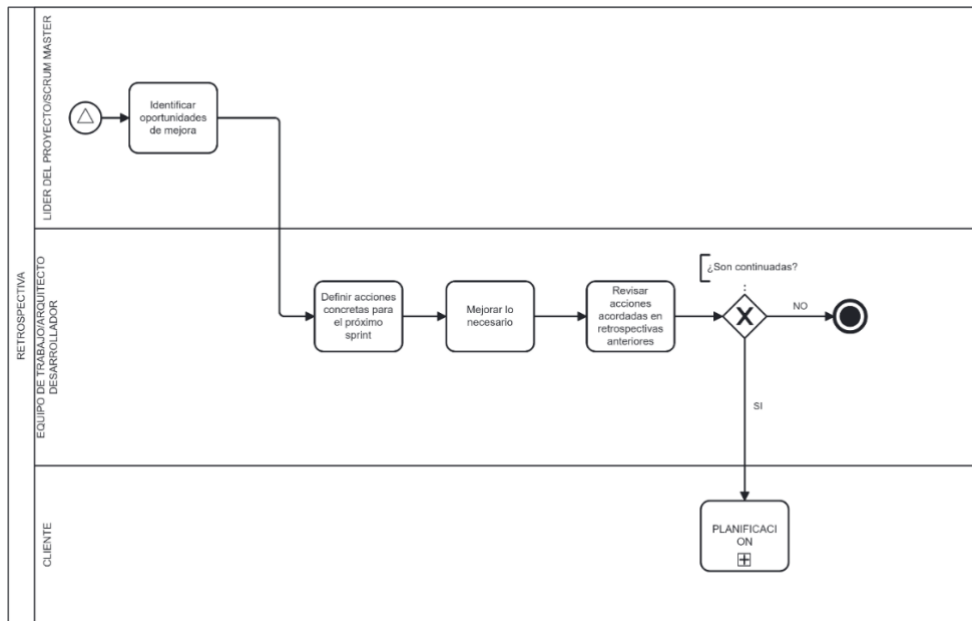 RETROSPECTIVA
LIDER DEL PROYECTO/SCRUM MASTER
Identificar
oportunidades
de mejora
EQUIPO DE TRABAJO/ARQUITECTO
DESARROLLADOR
Definir acciones
concretas para
el próximo
sprint
Mejorar lo
necesario
Revisar
acciones
acordadas en
retrospectivas
anteriores
¿Son continuadas?
NO
SI
CLIENTE
PLANIFICACI
ON